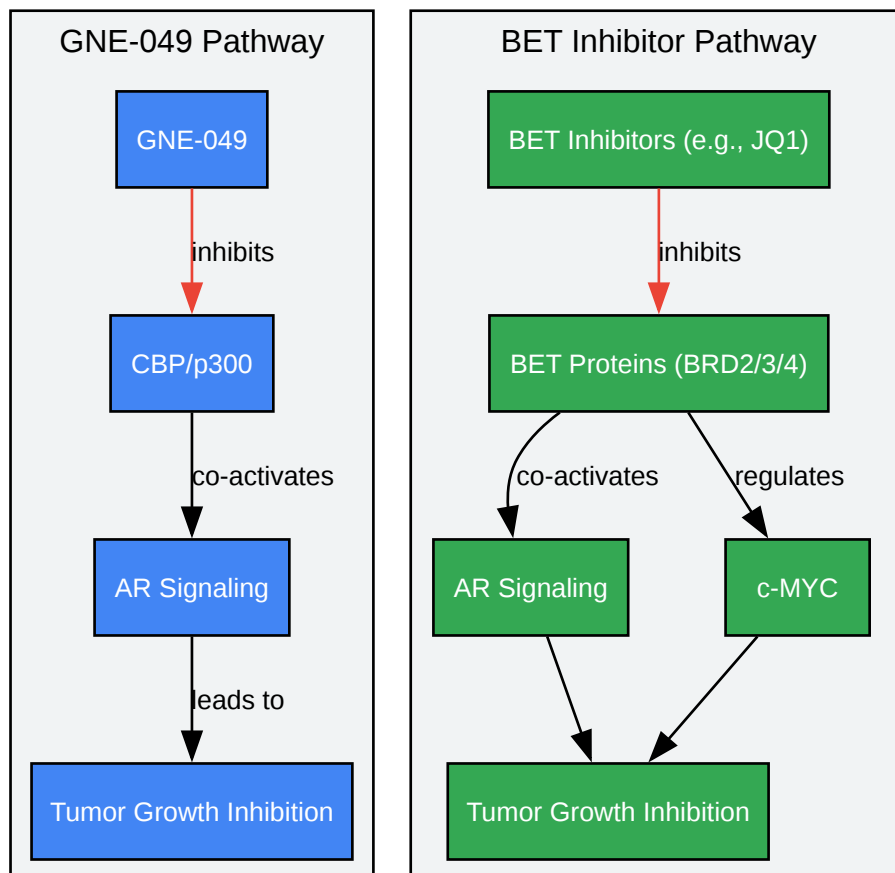 GNE-049 Pathway
GNE-049
inhibits
CBP/p300
co-activates
AR Signaling
leads to
Tumor Growth Inhibition
BET Inhibitor Pathway
BET Inhibitors (e.g., JQ1)
inhibits
BET Proteins (BRD2/3/4)
co-activates
regulates
AR Signaling
c-MYC
Tumor Growth Inhibition